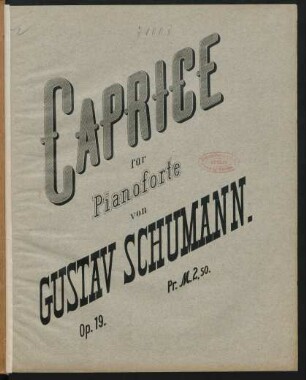 CAPRICE
für
Pianoforte
von
GUSTAV SCHUMANN.
Op. 19.
Pr. M. 2,50.